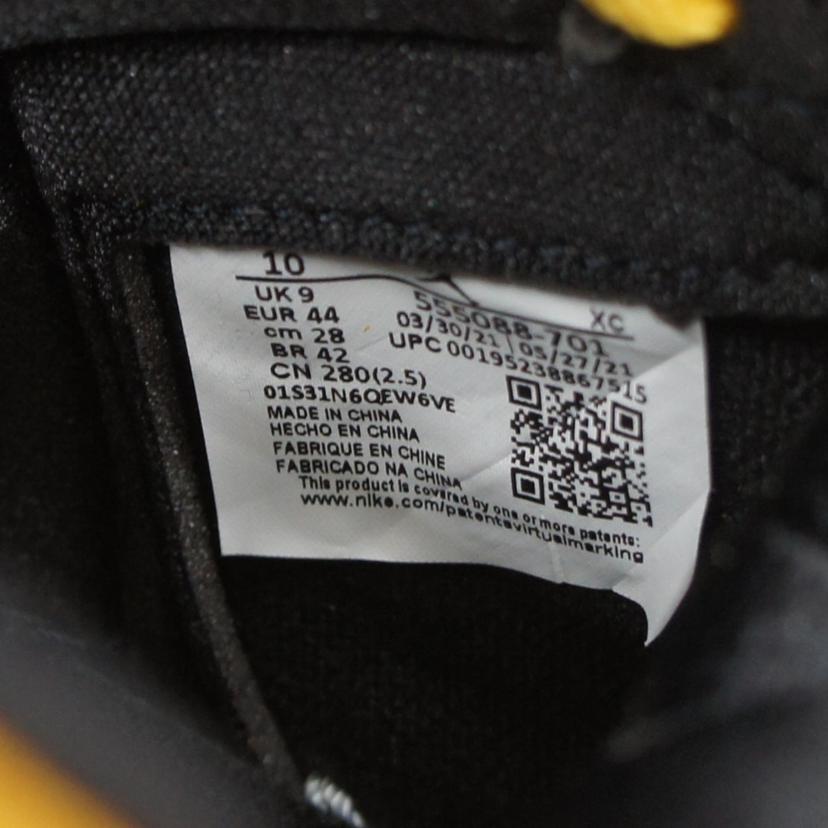 10
XC
UK 9
EUR 44
cm 28
BR 42
CN 280(2.5)
555088-701
03/30/21 05/27/21
UPC 00195238867515
01S31N6QEW6VE
MADE IN CHINA
HECHO EN CHINA
FABRIQUE EN CHINE
FABRICADO NA CHINA
This product is covered by one or more patents:
www.nike.com/patentsvirtualmarking